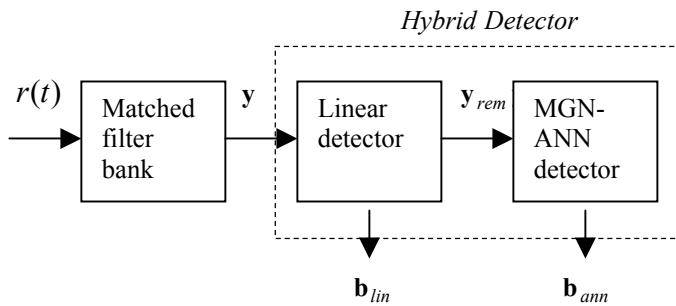 Hybrid Detector
r(t)
Matched
filter
bank
y
Linear
detector
y_rem
MGN-
ANN
detector
b_lin
b_ann